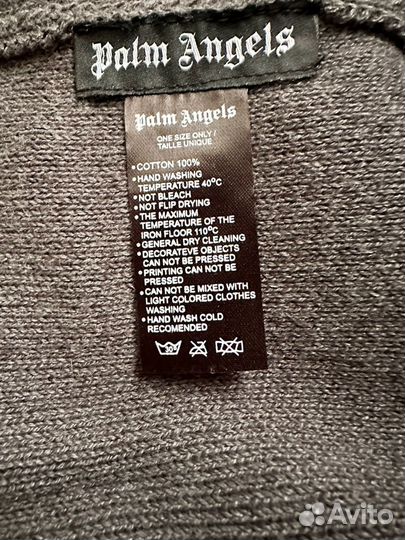 Palm Angels
Palm Angels
ONE SIZE ONLY /
TAILLE UNIQUE
•COTTON 100%
•HAND WASHING
TEMPERATURE 40°C
•NOT BLEACH
•NOT FLIP DRYING
•THE MAXIMUM
TEMPERATURE OF THE
IRON FLOOR 110°C
•GENERAL DRY CLEANING
•DECORATEVE OBJECTS
CAN NOT BE PRESSED
•PRINTING CAN NOT BE
PRESSED
•CAN NOT BE MIXED WITH
LIGHT COLORED CLOTHES
WASHING
•HAND WASH COLD
RECOMENDED
Avito